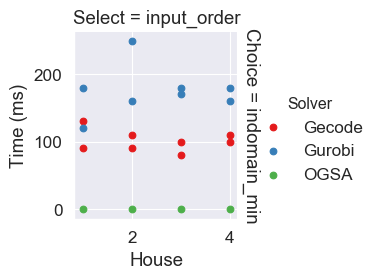 Select = input_order
Time (ms)
200
100
0
2
4
House
Choice = indomain_min
Solver
Gecode
Gurobi
OGSA